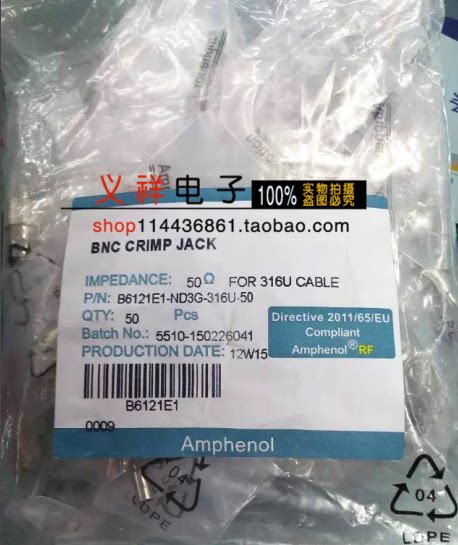 义祥电子
100%
实物拍摄
盗图必究
shop114436861.taobao.com
BNC CRIMP JACK
IMPEDANCE: 50Ω FOR 316U CABLE
P/N: B6121E1-ND3G-316U-50
QTY: 50 Pcs
Batch No.: 5510-150226041
PRODUCTION DATE: 12W15
Directive 2011/65/EU
Compliant
Amphenol®RF
B6121E1
0009
Amphenol
04
LDPE
04
LDPE